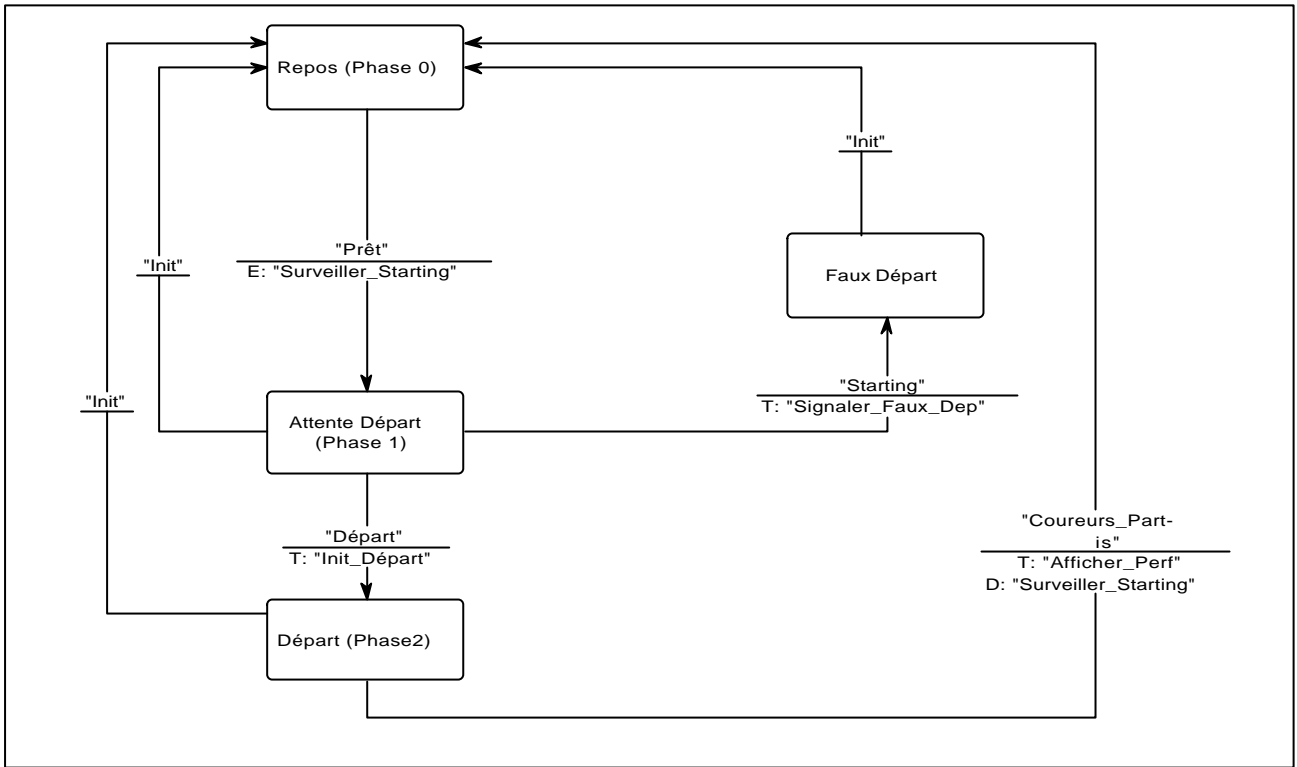 Repos (Phase 0)
"Init"
"Prêt"
E: "Surveiller_Starting"
"Init"
Faux Départ
"Starting"
T: "Signaler_Faux_Dep"
"Init"
Attente Départ
(Phase 1)
"Départ"
T: "Init_Départ"
"Coureurs_Part-
is"
T: "Afficher_Perf"
D: "Surveiller_Starting"
Départ (Phase2)